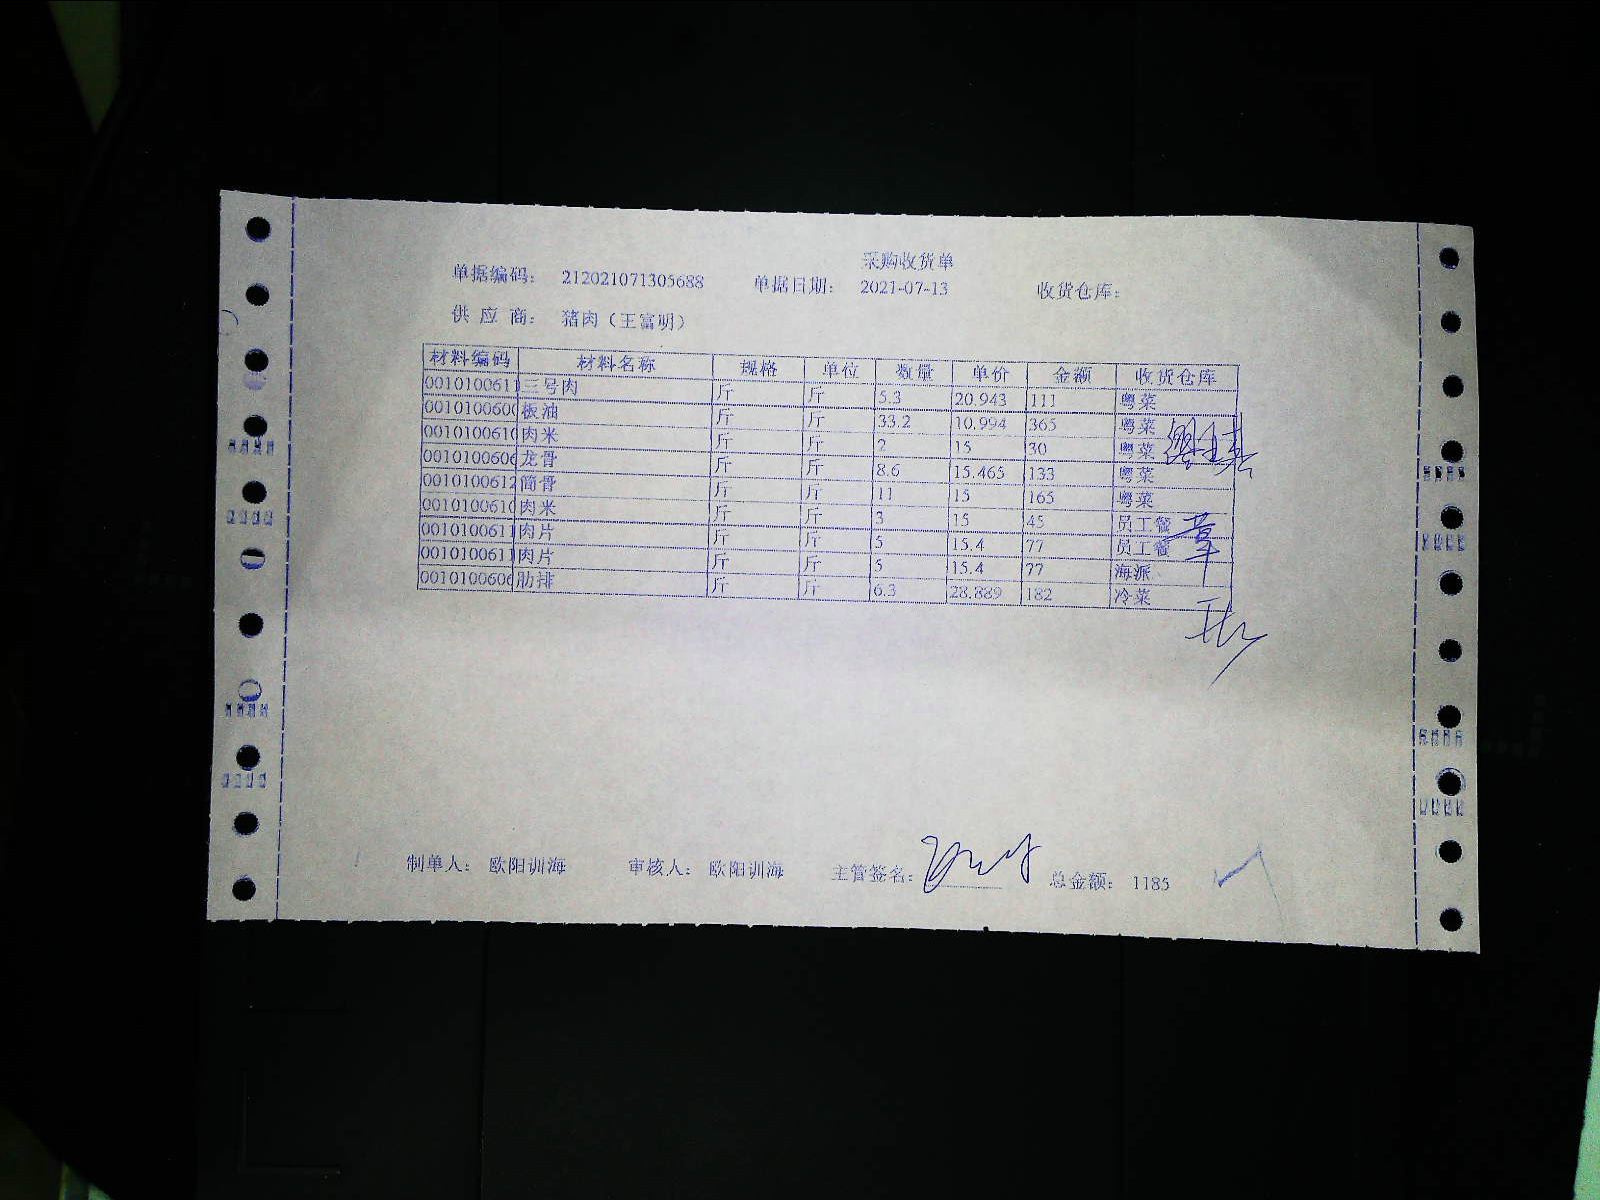 采购收货单
单据编码： 212021071305688 单据日期： 2021-07-13 收货仓库：
供 应 商： 猪肉（王富明）
材料编码 材料名称 规格 单位 数量 单价 金额 收货仓库
0010100611 三号肉 斤 斤 5.3 20.943 111 粤菜
0010100600 板油 斤 斤 33.2 10.994 365 粤菜
0010100610 肉米 斤 斤 2 15 30 粤菜
0010100606 龙骨 斤 斤 8.6 15.465 133 粤菜
0010100612 筒骨 斤 斤 11 15 165 粤菜
0010100610 肉米 斤 斤 3 15 45 员工餐
0010100611 肉片 斤 斤 5 15.4 77 员工餐
0010100611 肉片 斤 斤 5 15.4 77 海派
0010100606 肋排 斤 斤 6.3 28.889 182 冷菜
制单人： 欧阳训海 审核人： 欧阳训海 主管签名： 总金额： 1185